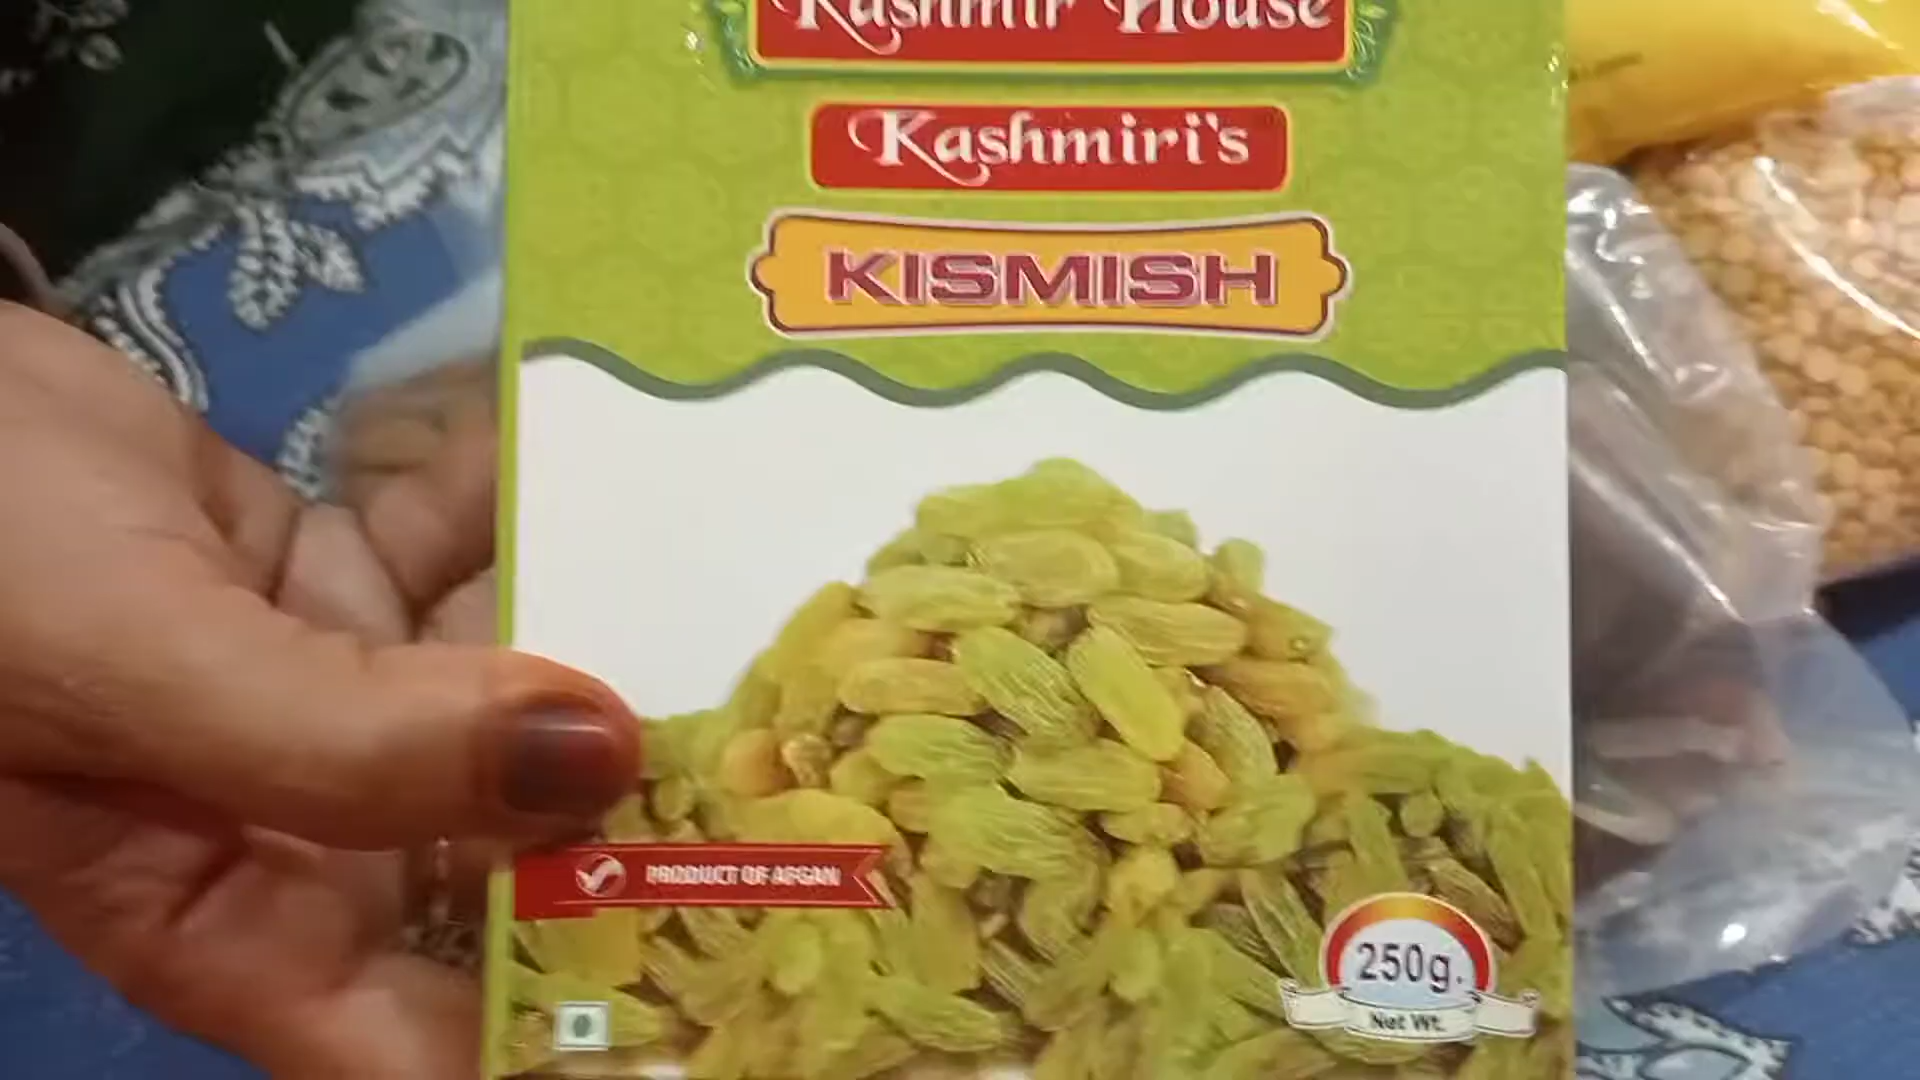 Kashmir House
Kashmiri's
KISMISH
PRODUCT OF AFGAN
250g.
Net Wt.